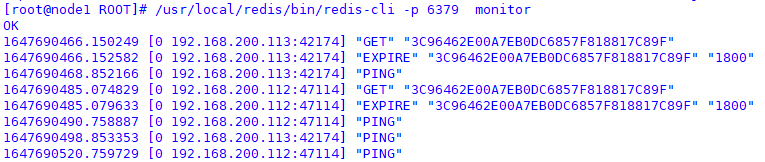 [root@node1 ROOT]# /usr/local/redis/bin/redis-cli -p 6379  monitor
OK
1647690466.150249 [0 192.168.200.113:42174] "GET" "3C96462E00A7EB0DC6857F818817C89F"
1647690466.152582 [0 192.168.200.113:42174] "EXPIRE" "3C96462E00A7EB0DC6857F818817C89F" "1800"
1647690468.852166 [0 192.168.200.113:42174] "PING"
1647690485.074829 [0 192.168.200.112:47114] "GET" "3C96462E00A7EB0DC6857F818817C89F"
1647690485.079633 [0 192.168.200.112:47114] "EXPIRE" "3C96462E00A7EB0DC6857F818817C89F" "1800"
1647690490.758887 [0 192.168.200.112:47114] "PING"
1647690498.853353 [0 192.168.200.113:42174] "PING"
1647690520.759729 [0 192.168.200.112:47114] "PING"